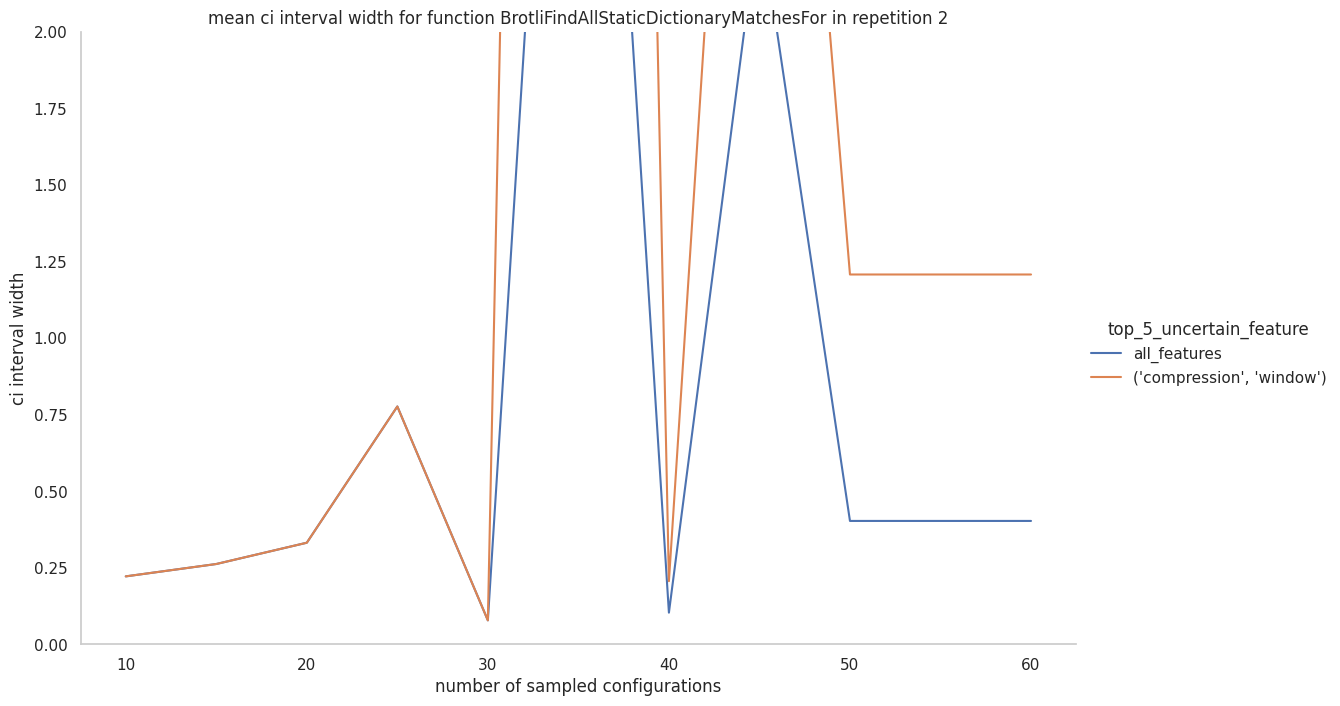 mean ci interval width for function BrotliFindAllStaticDictionaryMatchesFor in repetition 2
2.00
1.75
1.50
1.25
1.00
0.75
0.50
0.25
0.00
ci interval width
10 20 30 40 50 60
number of sampled configurations
top_5_uncertain_feature
all_features
('compression', 'window')